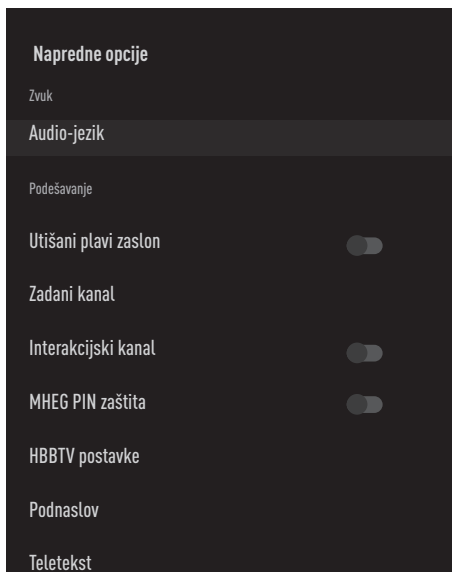 Napredne opcije
Zvuk
Audio-jezik
Podešavanje
Utišani plavi zaslon
Zadani kanal
Interakcijski kanal
MHEG PIN zaštita
HBBTV postavke
Podnaslov
Teletekst